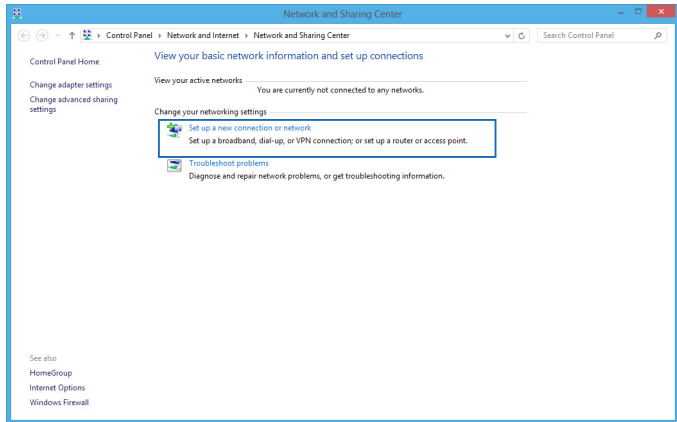 Network and Sharing Center
Control Panel Network and Internet Network and Sharing Center
Search Control Panel
Control Panel Home
Change adapter settings
Change advanced sharing
settings
View your basic network information and set up connections
View your active networks
You are currently not connected to any networks.
Change your networking settings
Set up a new connection or network
Set up a broadband, dial-up, or VPN connection; or set up a router or access point.
Troubleshoot problems
Diagnose and repair network problems, or get troubleshooting information.
See also
HomeGroup
Internet Options
Windows Firewall